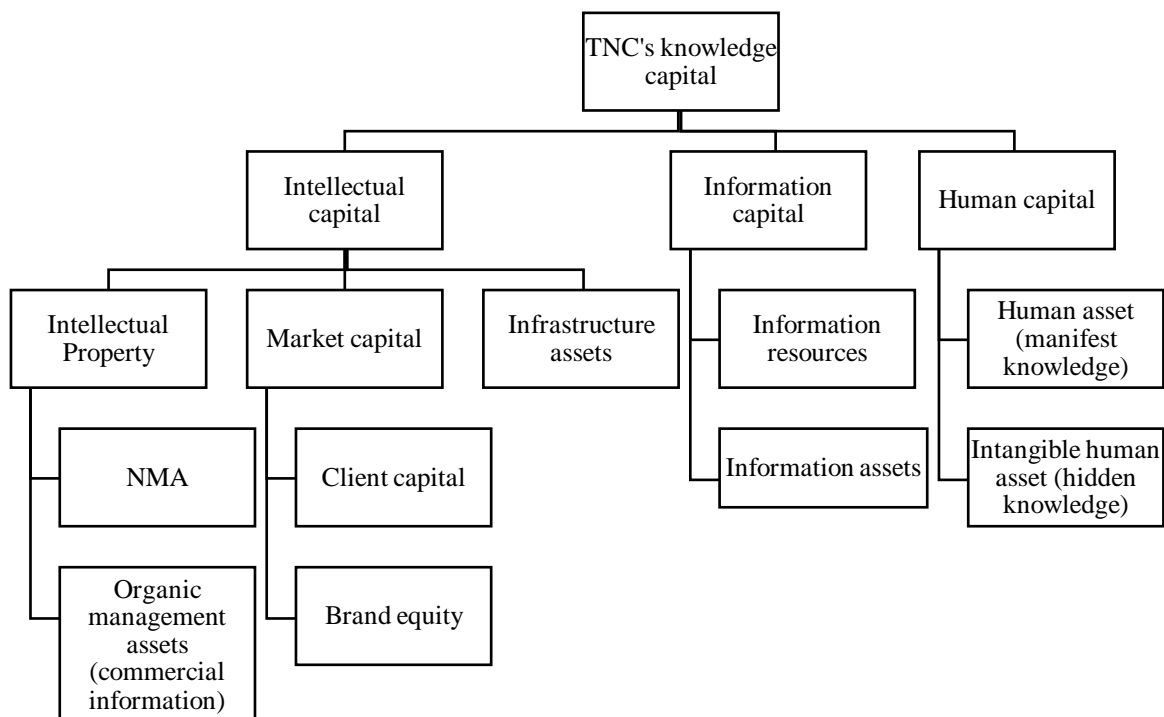 TNC's knowledge
capital
Intellectual
capital
Information
capital
Human capital
Intellectual
Property
Market capital
Infrastructure
assets
Information
resources
Human asset
(manifest
knowledge)
NMA
Client capital
Information assets
Intangible human
asset (hidden
knowledge)
Organic
management
assets
(commercial
information)
Brand equity